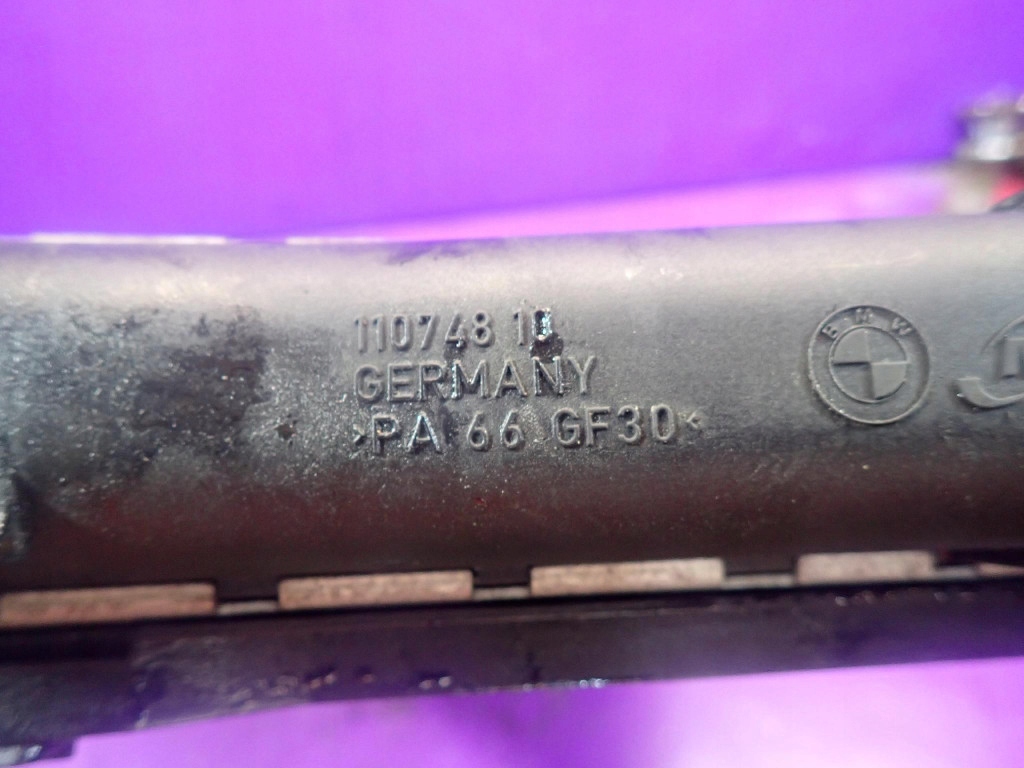 110748
GERMANY
>PA 66 GF30<
BMW